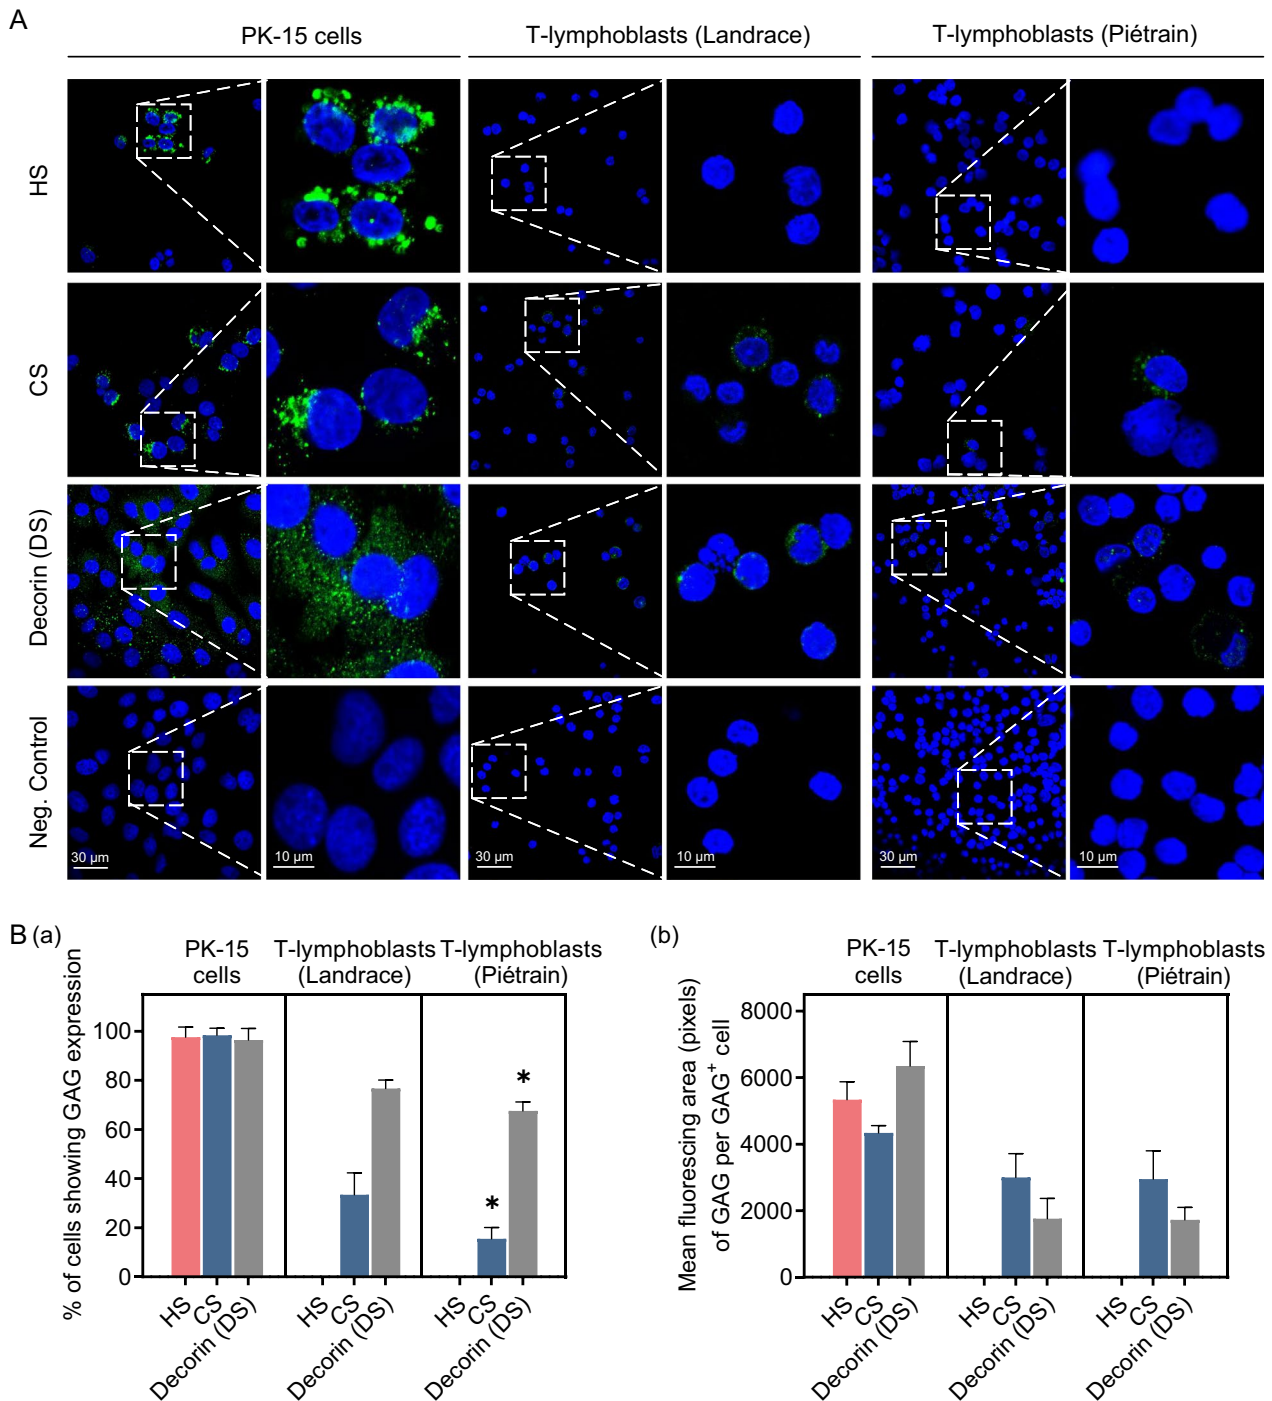 A
PK-15 cells
T-lymphoblasts (Landrace)
T-lymphoblasts (Piétrain)
HS
CS
Decorin (DS)
Neg. Control
30 µm
10 µm
30 µm
10 µm
30 µm
10 µm
B (a)
PK-15
cells
T-lymphoblasts
(Landrace)
T-lymphoblasts
(Piétrain)
% of cells showing GAG expression
100
80
60
40
20
0
*
*
HS
CS
Decorin (DS)
HS
CS
Decorin (DS)
HS
CS
Decorin (DS)
(b)
PK-15
cells
T-lymphoblasts
(Landrace)
T-lymphoblasts
(Piétrain)
Mean fluorescing area (pixels)
of GAG per GAG⁺ cell
8000
6000
4000
2000
0
HS
CS
Decorin (DS)
HS
CS
Decorin (DS)
HS
CS
Decorin (DS)